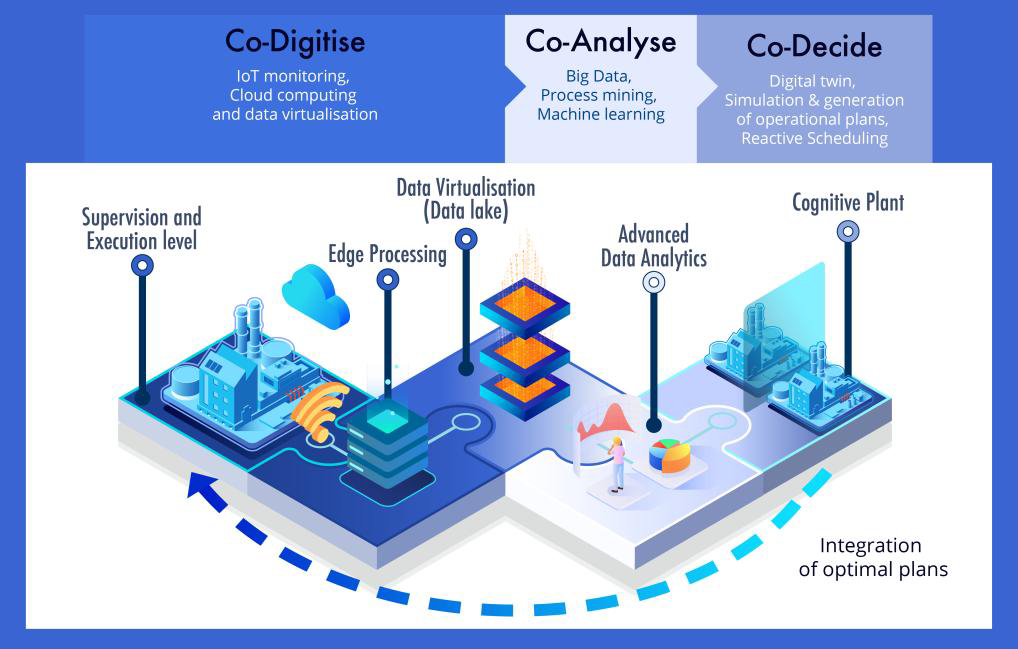 Co-Digitise
IoT monitoring,
Cloud computing
and data virtualisation
Co-Analyse
Big Data,
Process mining,
Machine learning
Co-Decide
Digital twin,
Simulation & generation
of operational plans,
Reactive Scheduling
Supervision and
Execution level
Edge Processing
Data Virtualisation
(Data lake)
Advanced
Data Analytics
Cognitive Plant
Integration
of optimal plans